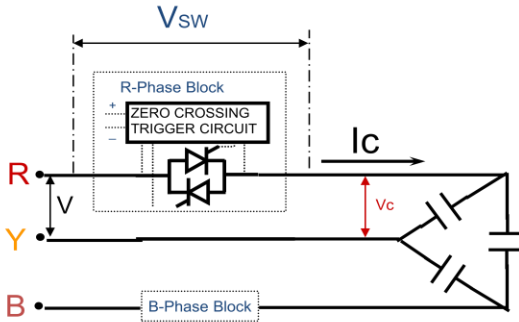 VSW
R-Phase Block
+
ZERO CROSSING
_
TRIGGER CIRCUIT
Ic
R
V
Vc
Y
B
B-Phase Block